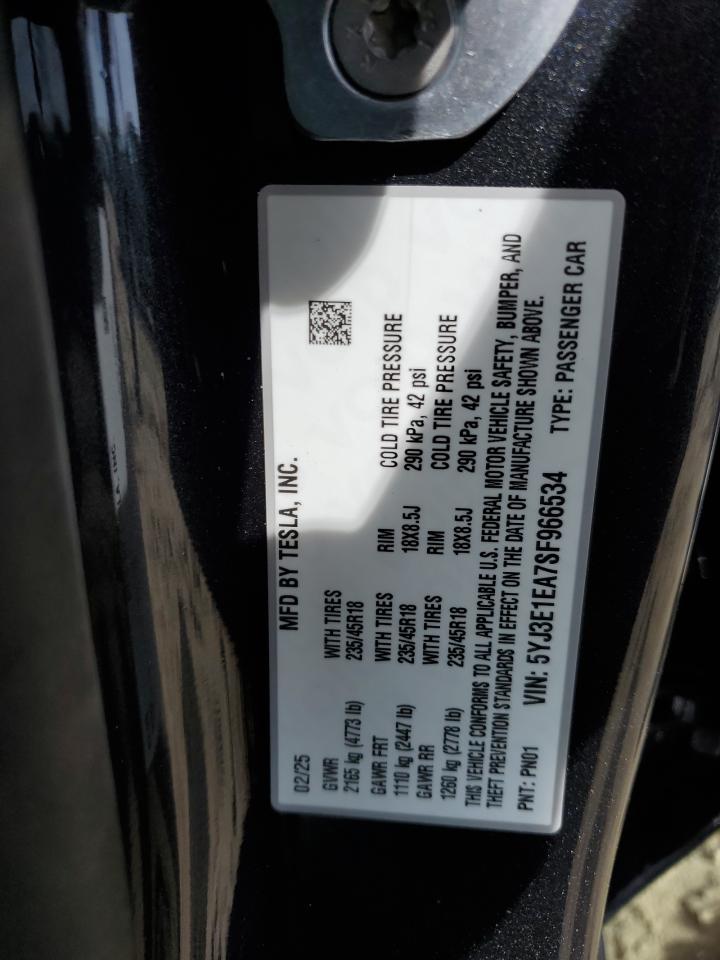 MFD BY TESLA, INC.
02/25
GVWR WITH TIRES
2165 kg (4773 lb) 235/45R18
GAWR FRT WITH TIRES RIM COLD TIRE PRESSURE
1110 kg (2447 lb) 235/45R18 18X8.5J 290 kPa, 42 psi
GAWR RR WITH TIRES RIM COLD TIRE PRESSURE
1260 kg (2778 lb) 235/45R18 18X8.5J 290 kPa, 42 psi
THIS VEHICLE CONFORMS TO ALL APPLICABLE U.S. FEDERAL MOTOR VEHICLE SAFETY, BUMPER, AND
THEFT PREVENTION STANDARDS IN EFFECT ON THE DATE OF MANUFACTURE SHOWN ABOVE.
PNT: PN01 VIN: 5YJ3E1EA7SF966534 TYPE: PASSENGER CAR